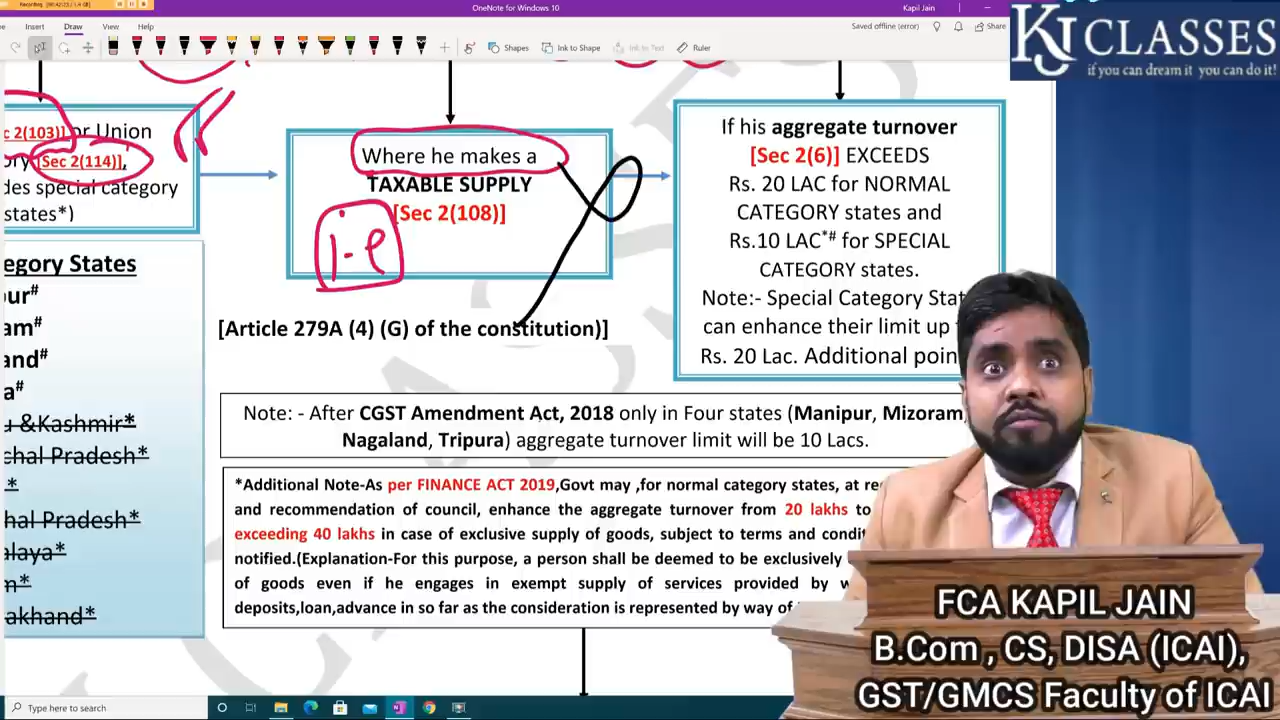 OneNote for Windows 10
Kapil Jain
Insert Draw History View Help
Saved offline (error) Share
Shapes Ink to Shape Ink to Text Ruler
KJ CLASSES
if you can dream it you can do it!
2(103)] or Union
[Sec 2(114)],
des special category
states*)
Where he makes a
TAXABLE SUPPLY
[Sec 2(108)]
1-9
If his aggregate turnover
[Sec 2(6)] EXCEEDS
Rs. 20 LAC for NORMAL
CATEGORY states and
Rs.10 LAC*# for SPECIAL
CATEGORY states.
Note:- Special Category Stat
can enhance their limit up
Rs. 20 Lac. Additional poin
egory States
ur#
am#
and#
a#
u &Kashmir*
chal Pradesh*
*
hal Pradesh*
alaya*
m*
akhand*
[Article 279A (4) (G) of the constitution)]
Note: - After CGST Amendment Act, 2018 only in Four states (Manipur, Mizoram,
Nagaland, Tripura) aggregate turnover limit will be 10 Lacs.
*Additional Note-As per FINANCE ACT 2019,Govt may ,for normal category states, at re
and recommendation of council, enhance the aggregate turnover from 20 lakhs to
exceeding 40 lakhs in case of exclusive supply of goods, subject to terms and condit
notified.(Explanation-For this purpose, a person shall be deemed to be exclusively
of goods even if he engages in exempt supply of services provided by w
deposits,loan,advance in so far as the consideration is represented by way of
FCA KAPIL JAIN
B.Com , CS, DISA (ICAI),
GST/GMCS Faculty of ICAI
Type here to search